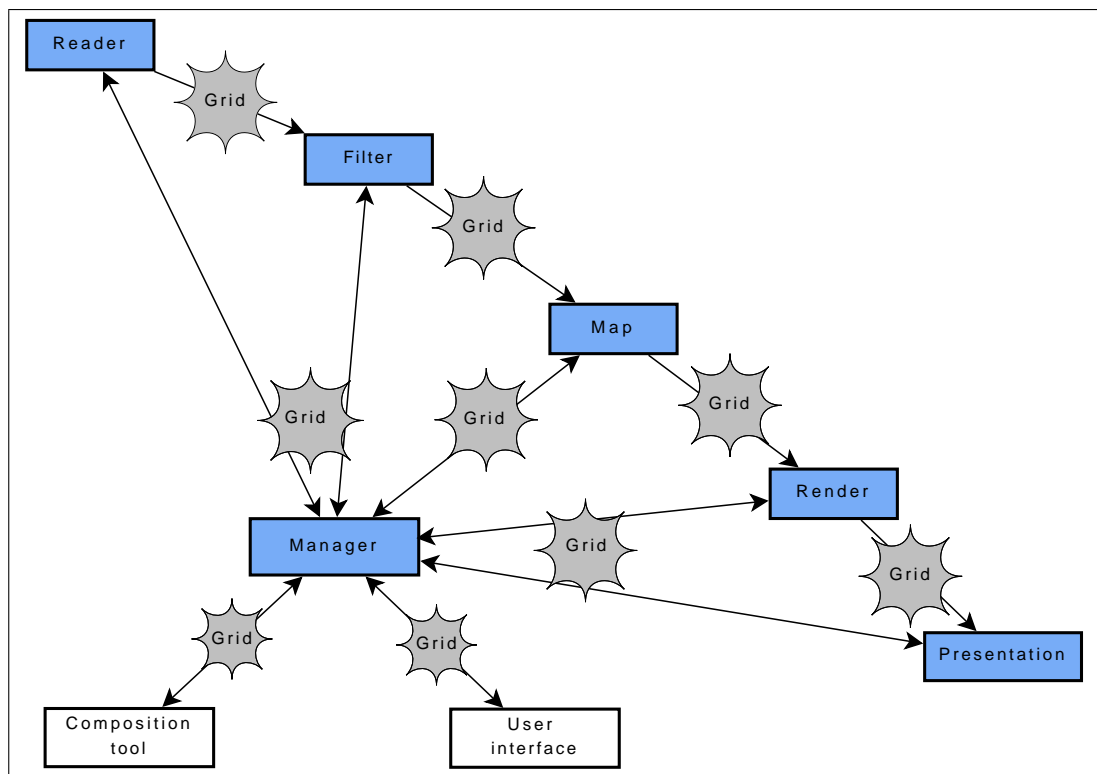 Reader
Grid
Filter
Grid
Map
Grid
Grid
Grid
Render
Manager
Grid
Grid
Grid
Grid
Presentation
Composition
tool
User
interface